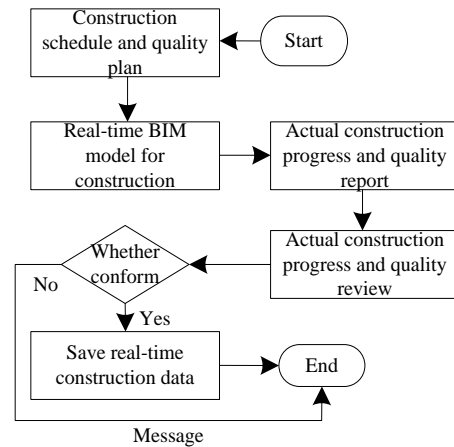 Construction
schedule and quality
plan
Start
Real-time BIM
model for
construction
Actual construction
progress and quality
report
Actual construction
progress and quality
review
Whether
conform
No
Yes
Save real-time
construction data
End
Message